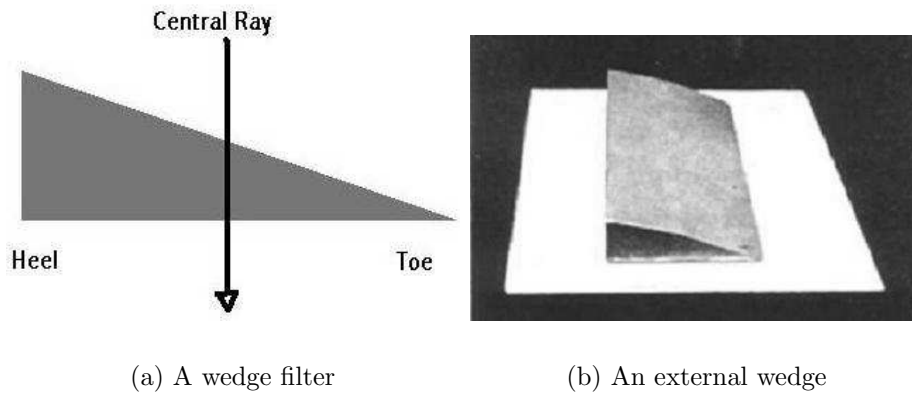 Central Ray
Heel
Toe
(a) A wedge filter
(b) An external wedge